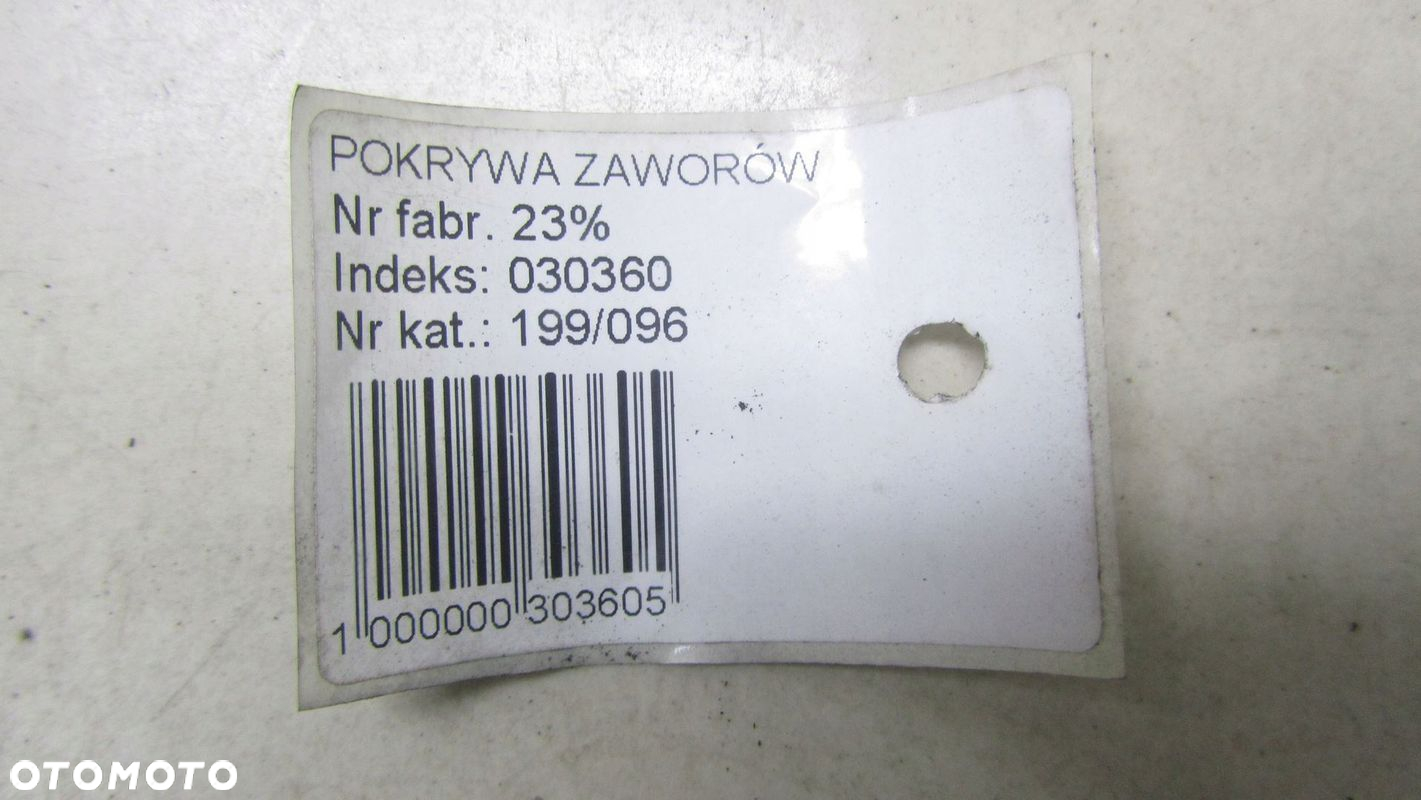 POKRYWA ZAWORÓW
Nr fabr. 23%
Indeks: 030360
Nr kat.: 199/096
1 000000 303605
OTOMOTO